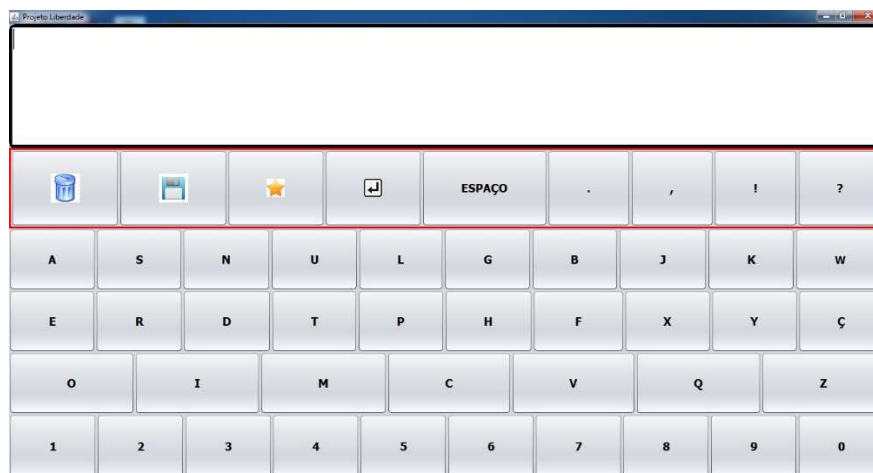 Projeto Liberdade
ESPAÇO . , ! ?
A S N U L G B J K W
E R D T P H F X Y Ç
O I M C V Q Z
1 2 3 4 5 6 7 8 9 0